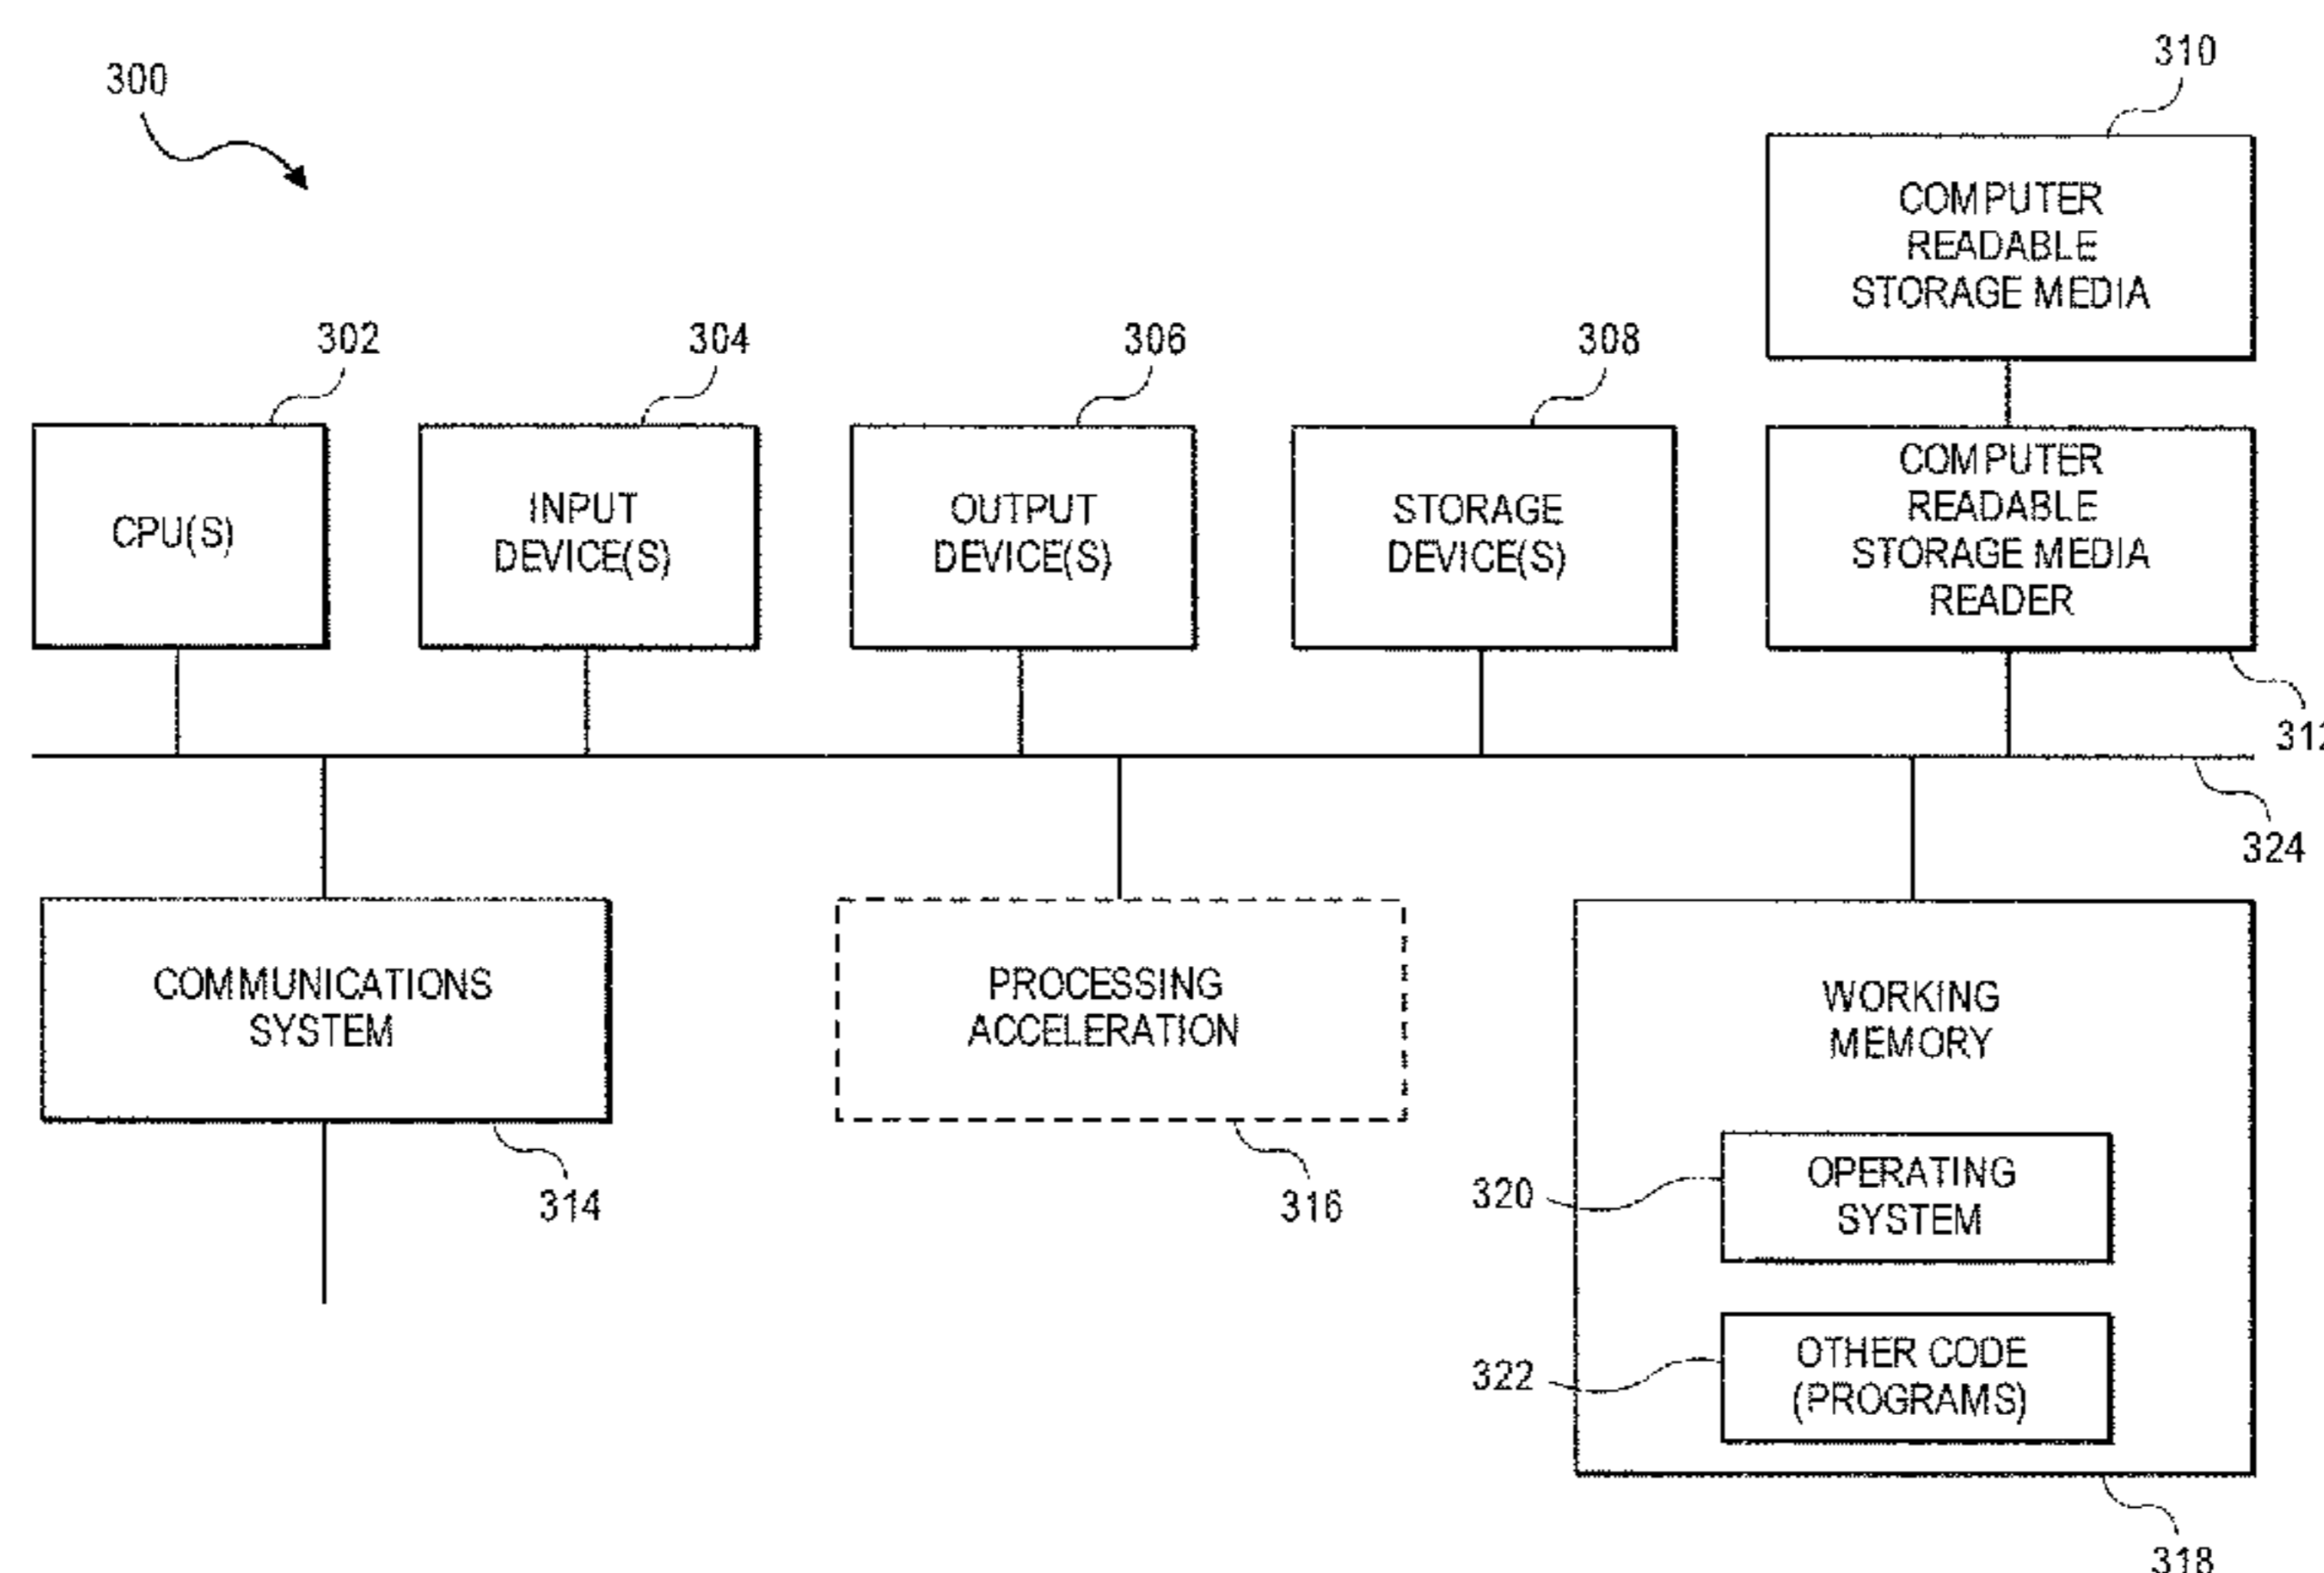 300
310
COMPUTER
READABLE
STORAGE MEDIA
302
304
306
308
CPU(S)
INPUT
DEVICE(S)
OUTPUT
DEVICE(S)
STORAGE
DEVICE(S)
COMPUTER
READABLE
STORAGE MEDIA
READER
312
324
COMMUNICATIONS
SYSTEM
314
PROCESSING
ACCELERATION
316
WORKING
MEMORY
320
OPERATING
SYSTEM
322
OTHER CODE
(PROGRAMS)
318